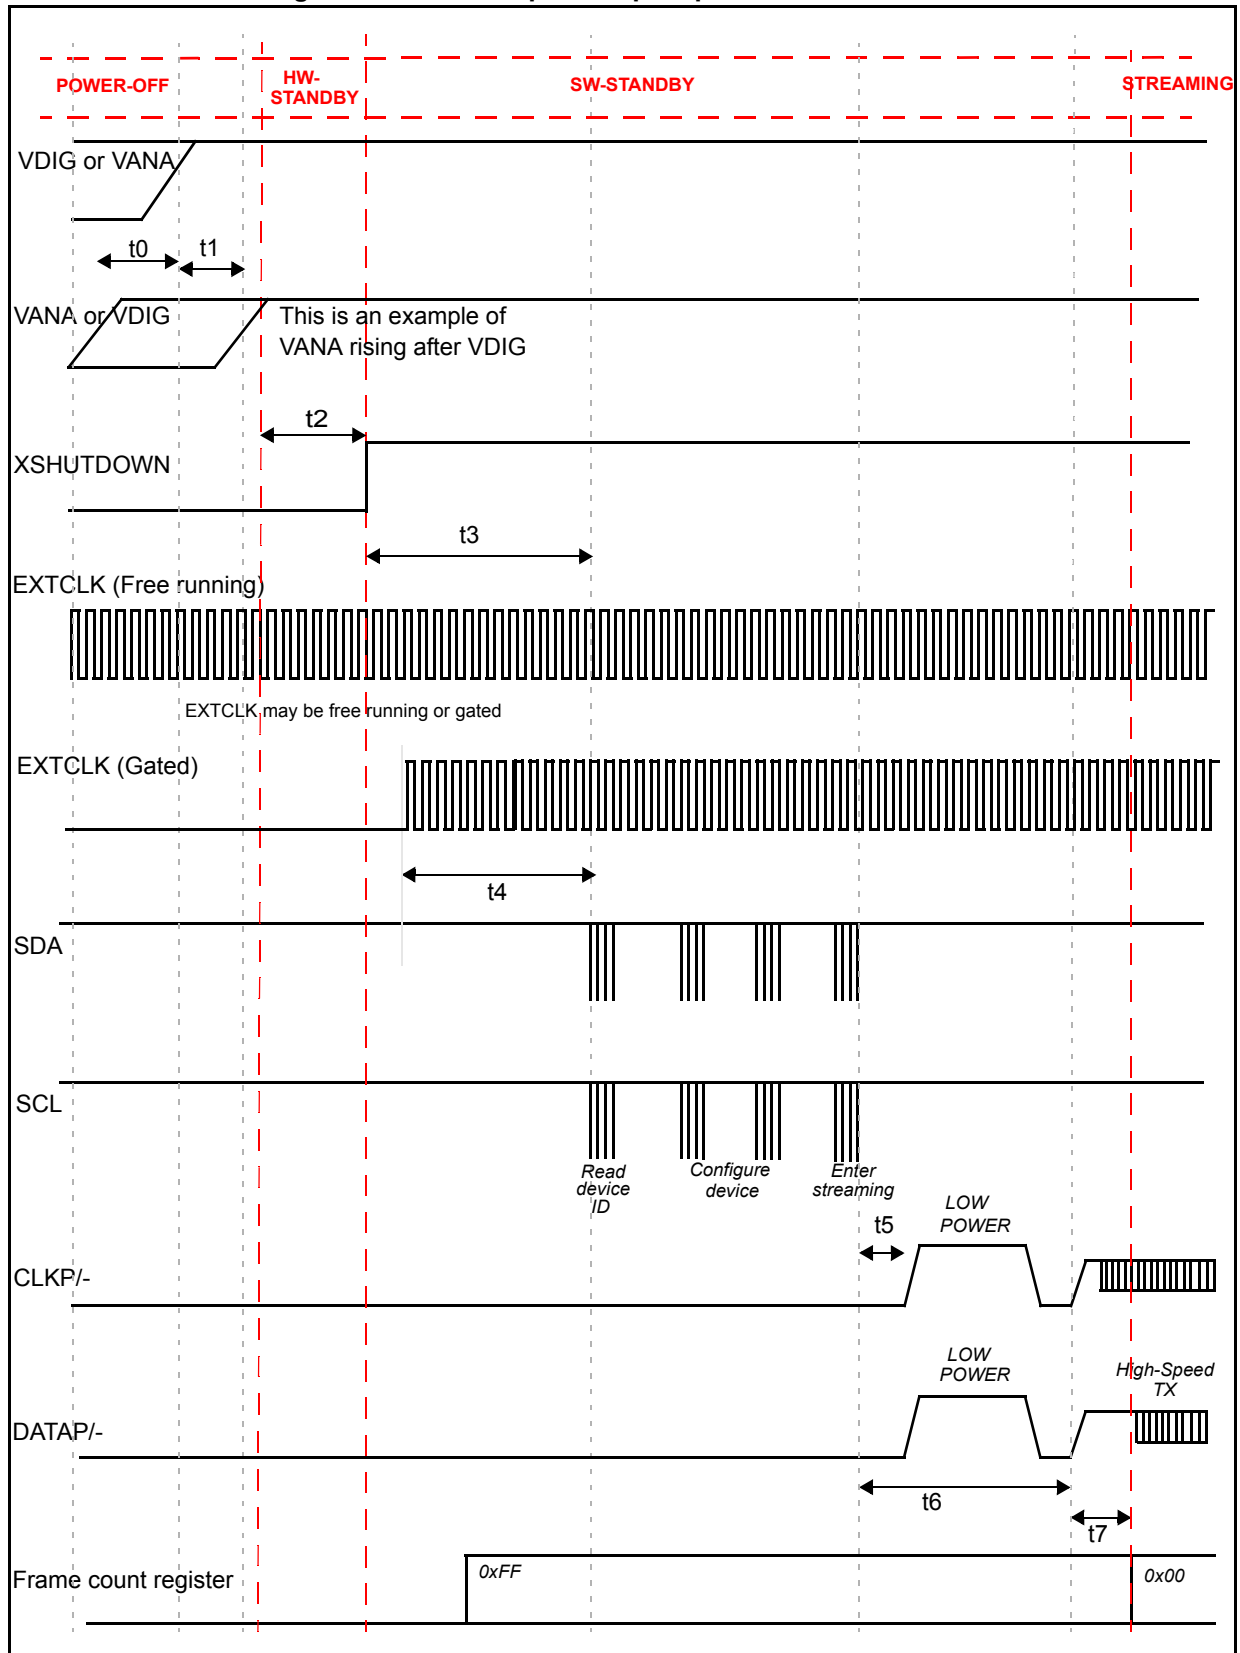 POWER-OFF
HW-
STANDBY
SW-STANDBY
STREAMING
VDIG or VANA
t0
t1
VANA or VDIG
This is an example of
VANA rising after VDIG
t2
XSHUTDOWN
t3
EXTCLK (Free running)
EXTCLK may be free running or gated
EXTCLK (Gated)
t4
SDA
SCL
Read
device
ID
Configure
device
Enter
streaming
LOW
POWER
t5
CLKP/-
LOW
POWER
High-Speed
TX
DATAP/-
t6
t7
Frame count register
0xFF
0x00